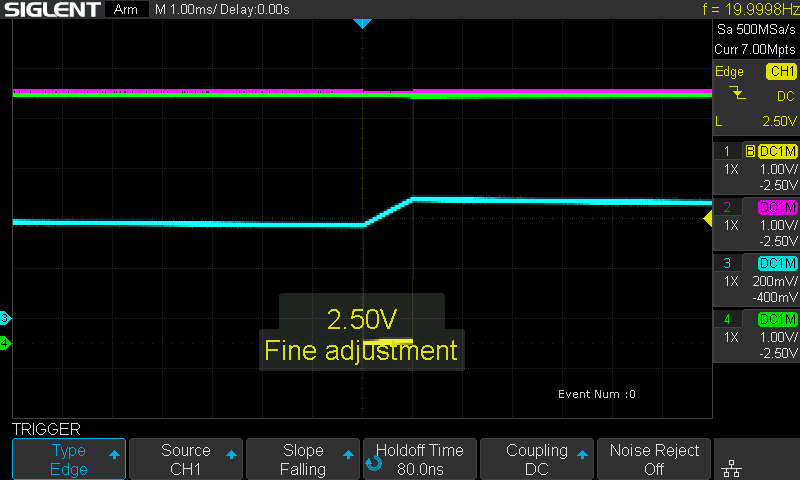 SIGLENT Arm M 1.00ms/ Delay:0.00s f = 19.9998Hz
Sa 500MSa/s
Curr 7.00Mpts
Edge CH1
DC
L 2.50V
1 B DC1M
1X 1.00V/
-2.50V
2 DC1M
1X 1.00V/
-2.50V
3 DC1M
1X 200mV/
-400mV
4 DC1M
1X 1.00V/
-2.50V
3
4
2.50V
Fine adjustment
Event Num :0
TRIGGER
Type
Edge
Source
CH1
Slope
Falling
Holdoff Time
80.0ns
Coupling
DC
Noise Reject
Off